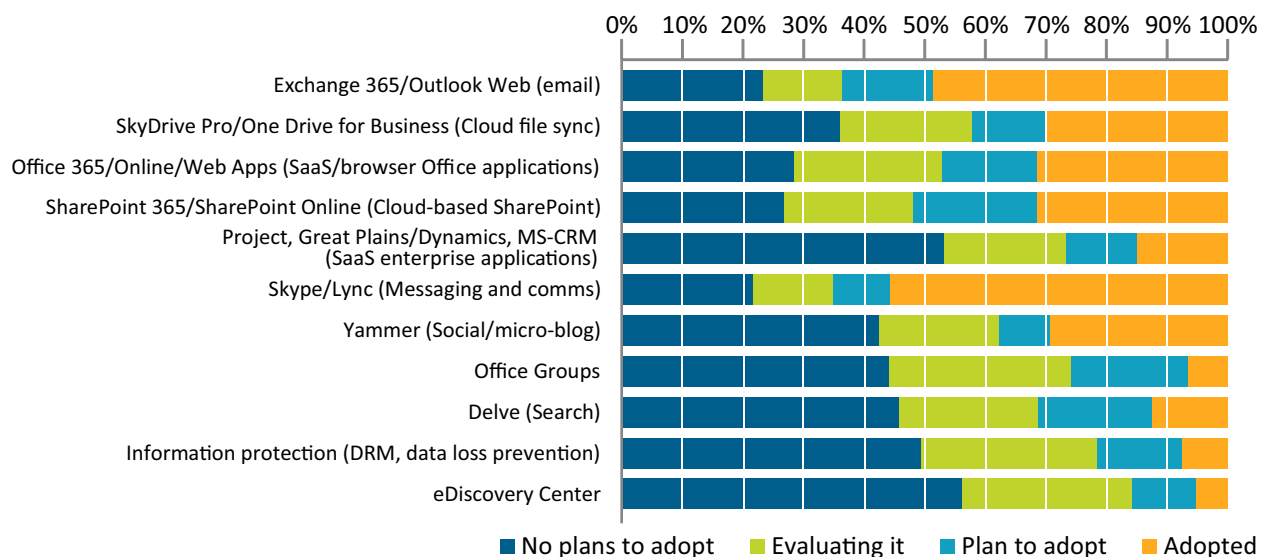 0% 10% 20% 30% 40% 50% 60% 70% 80% 90% 100%
Exchange 365/Outlook Web (email)
SkyDrive Pro/One Drive for Business (Cloud file sync)
Office 365/Online/Web Apps (SaaS/browser Office applications)
SharePoint 365/SharePoint Online (Cloud-based SharePoint)
Project, Great Plains/Dynamics, MS-CRM
(SaaS enterprise applications)
Skype/Lync (Messaging and comms)
Yammer (Social/micro-blog)
Office Groups
Delve (Search)
Information protection (DRM, data loss prevention)
eDiscovery Center
No plans to adopt Evaluating it Plan to adopt Adopted